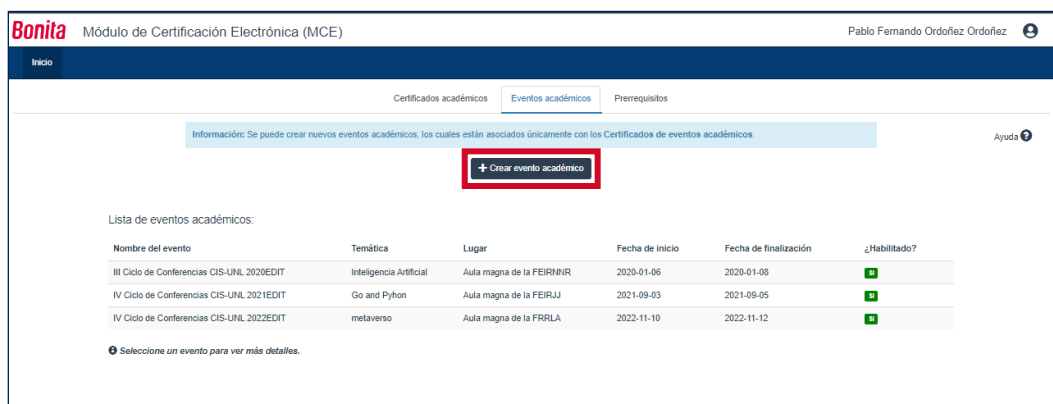 Bonita Módulo de Certificación Electrónica (MCE) Pablo Fernando Ordoñez Ordoñez
Inicio
Certificados académicos Eventos académicos Prerrequisitos
Información: Se puede crear nuevos eventos académicos, los cuales están asociados únicamente con los Certificados de eventos académicos. Ayuda
+ Crear evento académico
Lista de eventos académicos:
Nombre del evento Temática Lugar Fecha de inicio Fecha de finalización ¿Habilitado?
III Ciclo de Conferencias CIS-UNL 2020EDIT Inteligencia Artificial Aula magna de la FEIRNNR 2020-01-06 2020-01-08 SI
IV Ciclo de Conferencias CIS-UNL 2021EDIT Go and Pyhon Aula magna de la FEIRJJ 2021-09-03 2021-09-05 SI
IV Ciclo de Conferencias CIS-UNL 2022EDIT metaverso Aula magna de la FRRLA 2022-11-10 2022-11-12 SI
Seleccione un evento para ver más detalles.